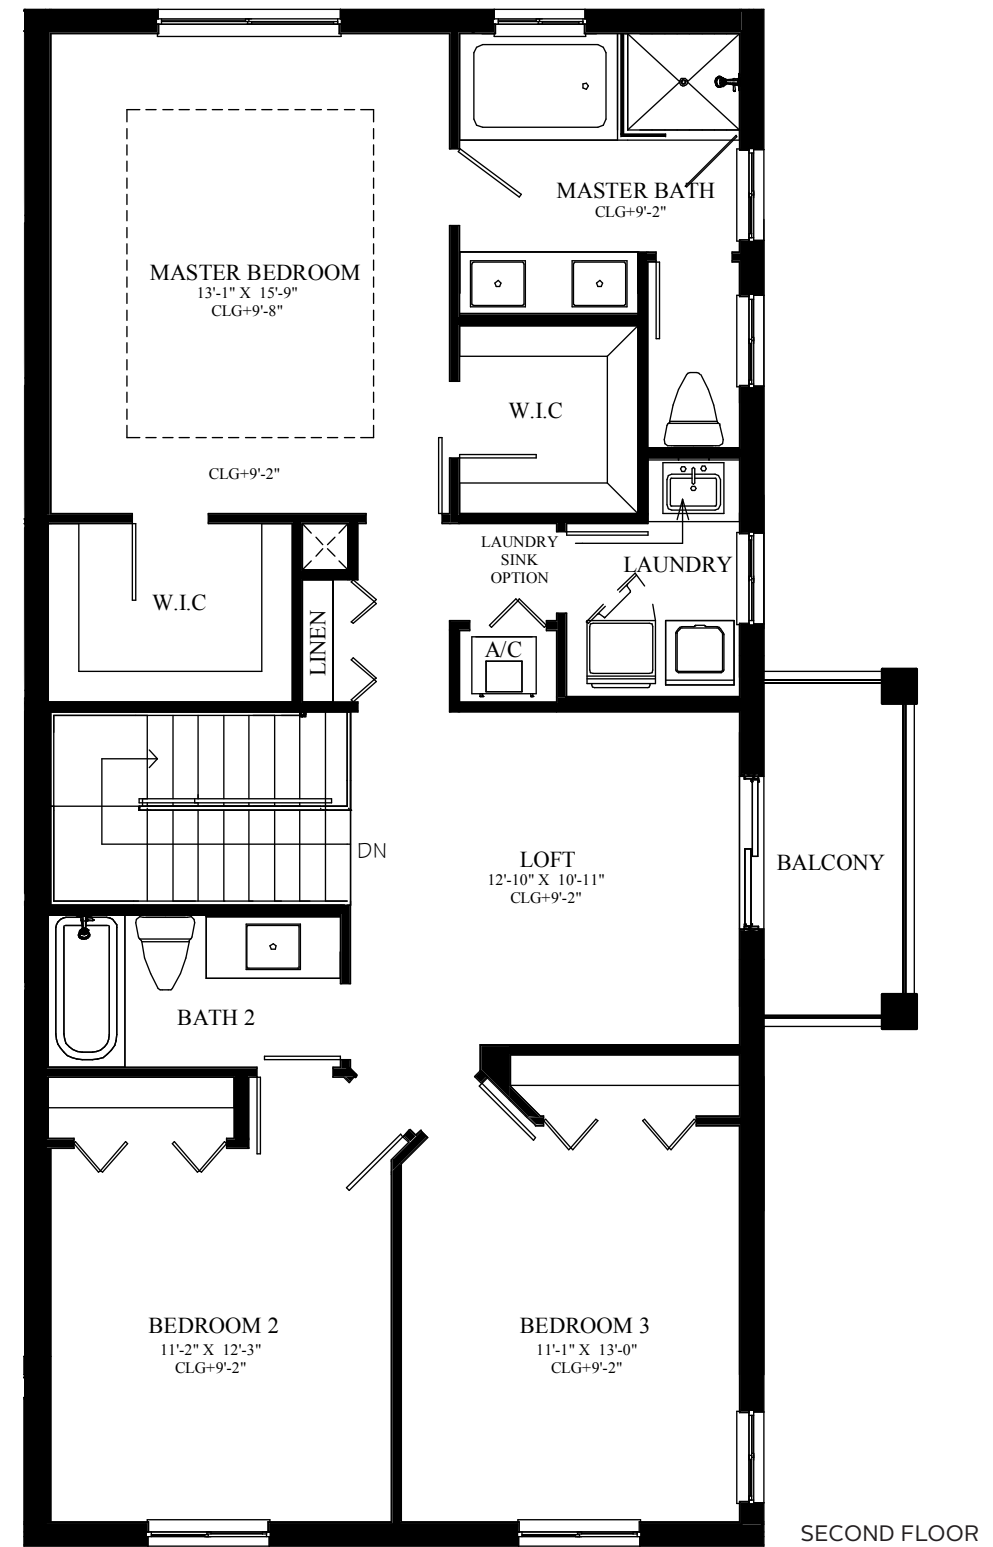 MASTER BATH
CLG+9'-2"
MASTER BEDROOM
13'-1" X 15'-9"
CLG+9'-8"
W.I.C
CLG+9'-2"
LAUNDRY
SINK
OPTION
LAUNDRY
W.I.C
LINEN
A/C
DN
LOFT
12'-10" X 10'-11"
CLG+9'-2"
BALCONY
BATH 2
BEDROOM 2
11'-2" X 12'-3"
CLG+9'-2"
BEDROOM 3
11'-1" X 13'-0"
CLG+9'-2"
SECOND FLOOR